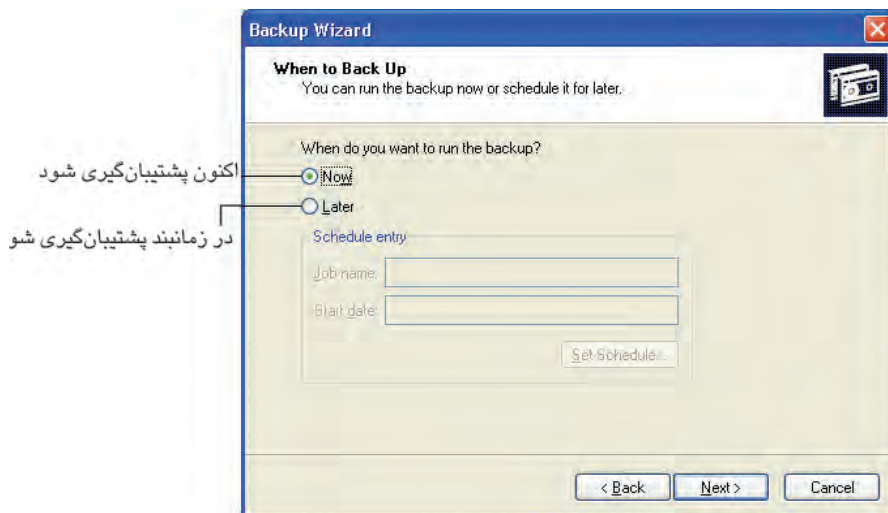 Backup Wizard
When to Back Up
You can run the backup now or schedule it for later.
When do you want to run the backup?
اکنون پشتیبان‌گیری شود
Now
Later
در زمانبند پشتیبان‌گیری شو
Schedule entry
Job name:
Start date:
Set Schedule...
< Back
Next >
Cancel